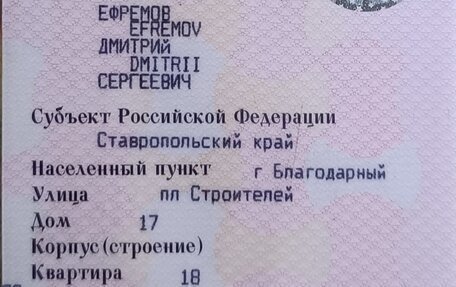 ЕФРЕМОВ
EFREMOV
ДМИТРИЙ
DMITRII
СЕРГЕЕВИЧ
Субъект Российской Федерации
Ставропольский край
Населенный пункт г Благодарный
Улица пл Строителей
Дом 17
Корпус (строение)
Квартира 18